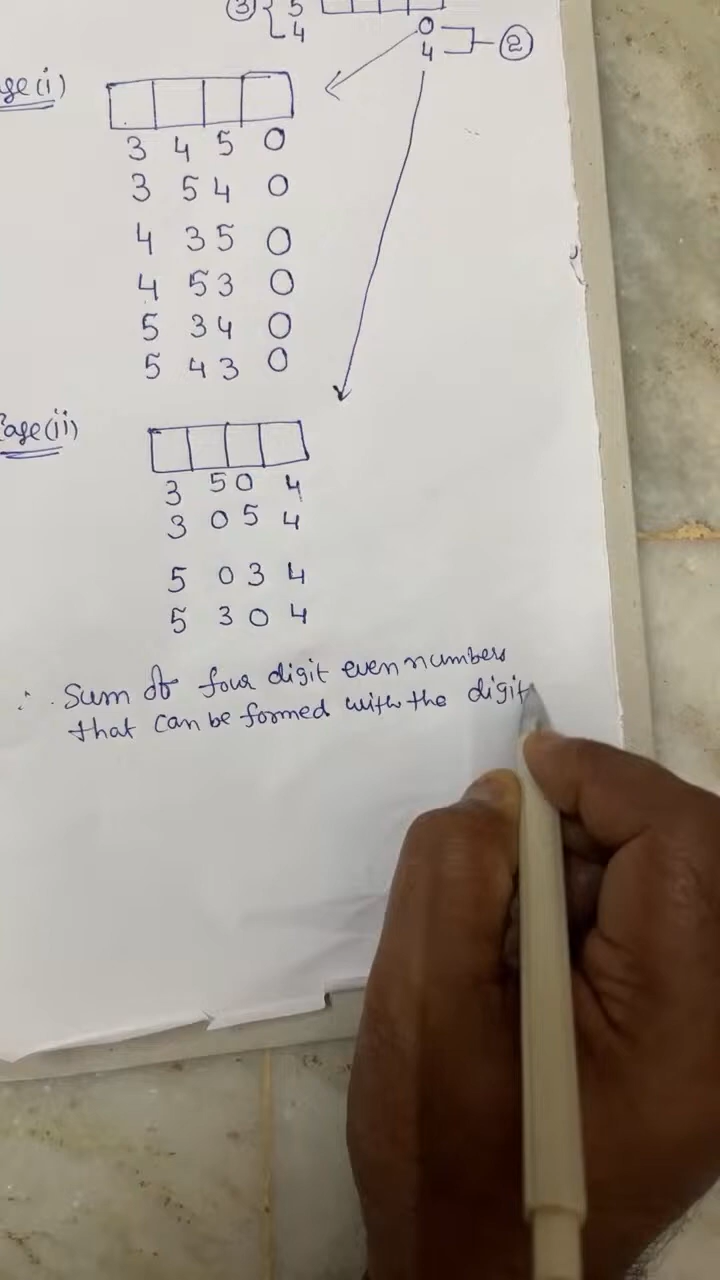 ③ { 5
4
0
4 ②
age(i)
3 4 5 0
3 5 4 0
4 3 5 0
4 5 3 0
5 3 4 0
5 4 3 0
Case(ii)
3 5 0 4
3 0 5 4
5 0 3 4
5 3 0 4
∴ Sum of four digit even numbers
that can be formed with the digit